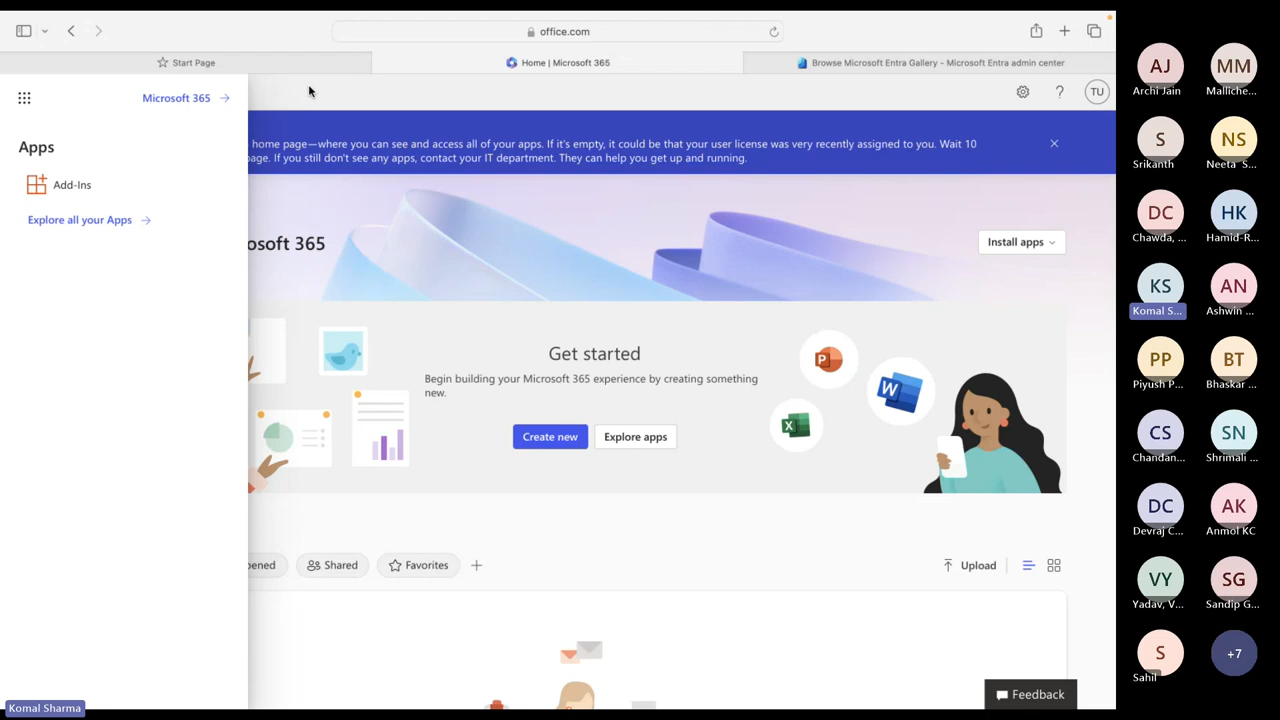 office.com
Start Page
Home | Microsoft 365
Browse Microsoft Entra Gallery - Microsoft Entra admin center
Microsoft 365
TU
Apps
Add-Ins
Explore all your Apps
home page—where you can see and access all of your apps. If it's empty, it could be that your user license was very recently assigned to you. Wait 10
age. If you still don't see any apps, contact your IT department. They can help you get up and running.
osoft 365
Install apps
Get started
Begin building your Microsoft 365 experience by creating something
new.
Create new
Explore apps
P
W
X
ened
Shared
Favorites
Upload
Feedback
Komal Sharma
AJ
Archi Jain
MM
Malliche...
S
Srikanth
NS
Neeta S...
DC
Chawda, ...
HK
Hamid-R...
KS
Komal S...
AN
Ashwin ...
PP
Piyush P...
BT
Bhaskar ...
CS
Chandan...
SN
Shrimali ...
DC
Devraj C...
AK
Anmol KC
VY
Yadav, V...
SG
Sandip G...
S
Sahil
+7